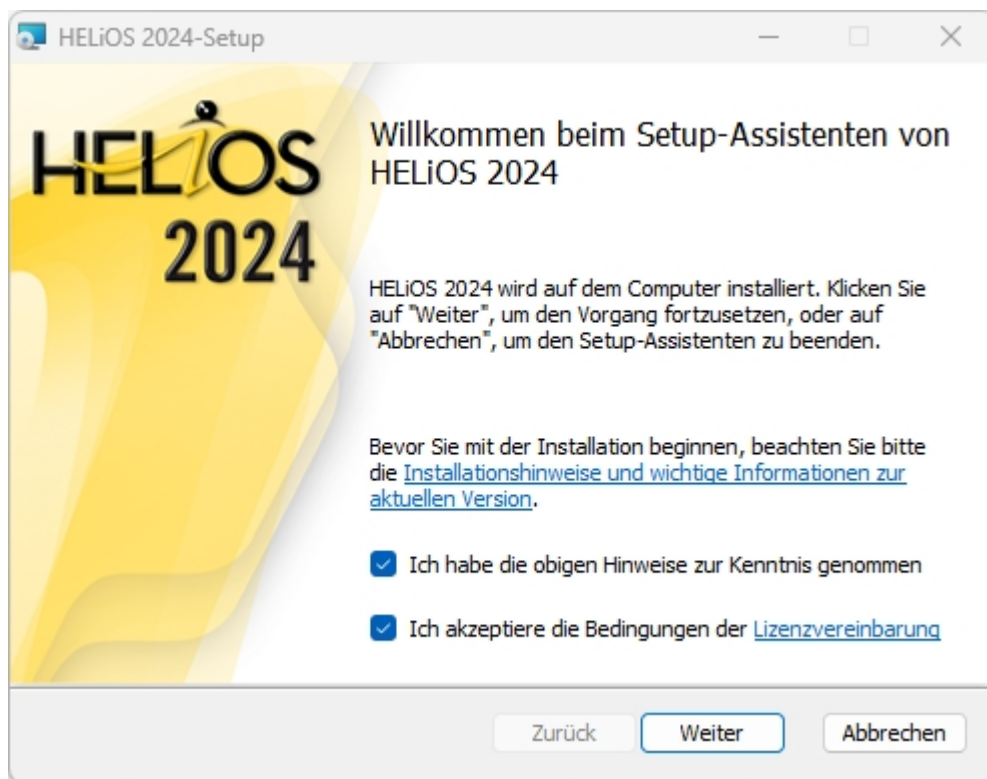 HELiOS 2024-Setup
HELiOS
2024
Willkommen beim Setup-Assistenten von
HELiOS 2024
HELiOS 2024 wird auf dem Computer installiert. Klicken Sie
auf "Weiter", um den Vorgang fortzusetzen, oder auf
"Abbrechen", um den Setup-Assistenten zu beenden.
Bevor Sie mit der Installation beginnen, beachten Sie bitte
die Installationshinweise und wichtige Informationen zur
aktuellen Version.
Ich habe die obigen Hinweise zur Kenntnis genommen
Ich akzeptiere die Bedingungen der Lizenzvereinbarung
Zurück
Weiter
Abbrechen